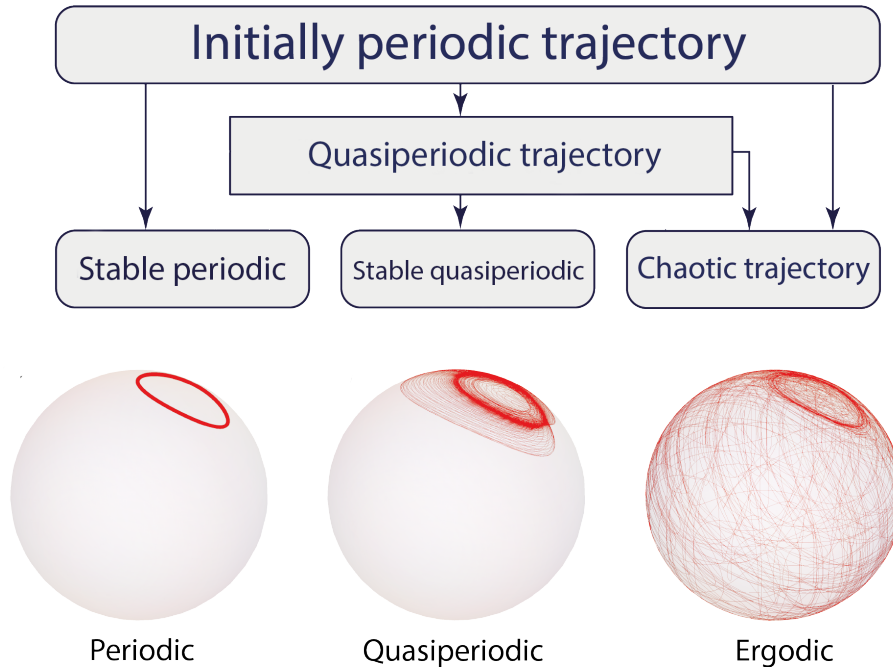 Initially periodic trajectory
Quasiperiodic trajectory
Stable periodic
Stable quasiperiodic
Chaotic trajectory
Periodic
Quasiperiodic
Ergodic